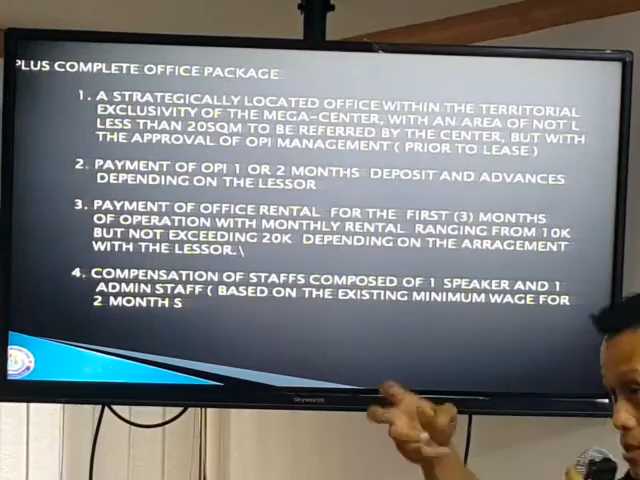 PLUS COMPLETE OFFICE PACKAGE:
1. A STRATEGICALLY LOCATED OFFICE WITHIN THE TERRITORIAL
EXCLUSIVITY OF THE MEGA-CENTER, WITH AN AREA OF NOT L
LESS THAN 20SQM TO BE REFERRED BY THE CENTER, BUT WITH
THE APPROVAL OF OPI MANAGEMENT ( PRIOR TO LEASE )
2. PAYMENT OF OPI 1 OR 2 MONTHS DEPOSIT AND ADVANCES
DEPENDING ON THE LESSOR
3. PAYMENT OF OFFICE RENTAL FOR THE FIRST (3) MONTHS
OF OPERATION WITH MONTHLY RENTAL RANGING FROM 10K
BUT NOT EXCEEDING 20K DEPENDING ON THE ARRAGEMENT
WITH THE LESSOR.\
4. COMPENSATION OF STAFFS COMPOSED OF 1 SPEAKER AND 1
ADMIN STAFF ( BASED ON THE EXISTING MINIMUM WAGE FOR
2 MONTH S
Skyworth